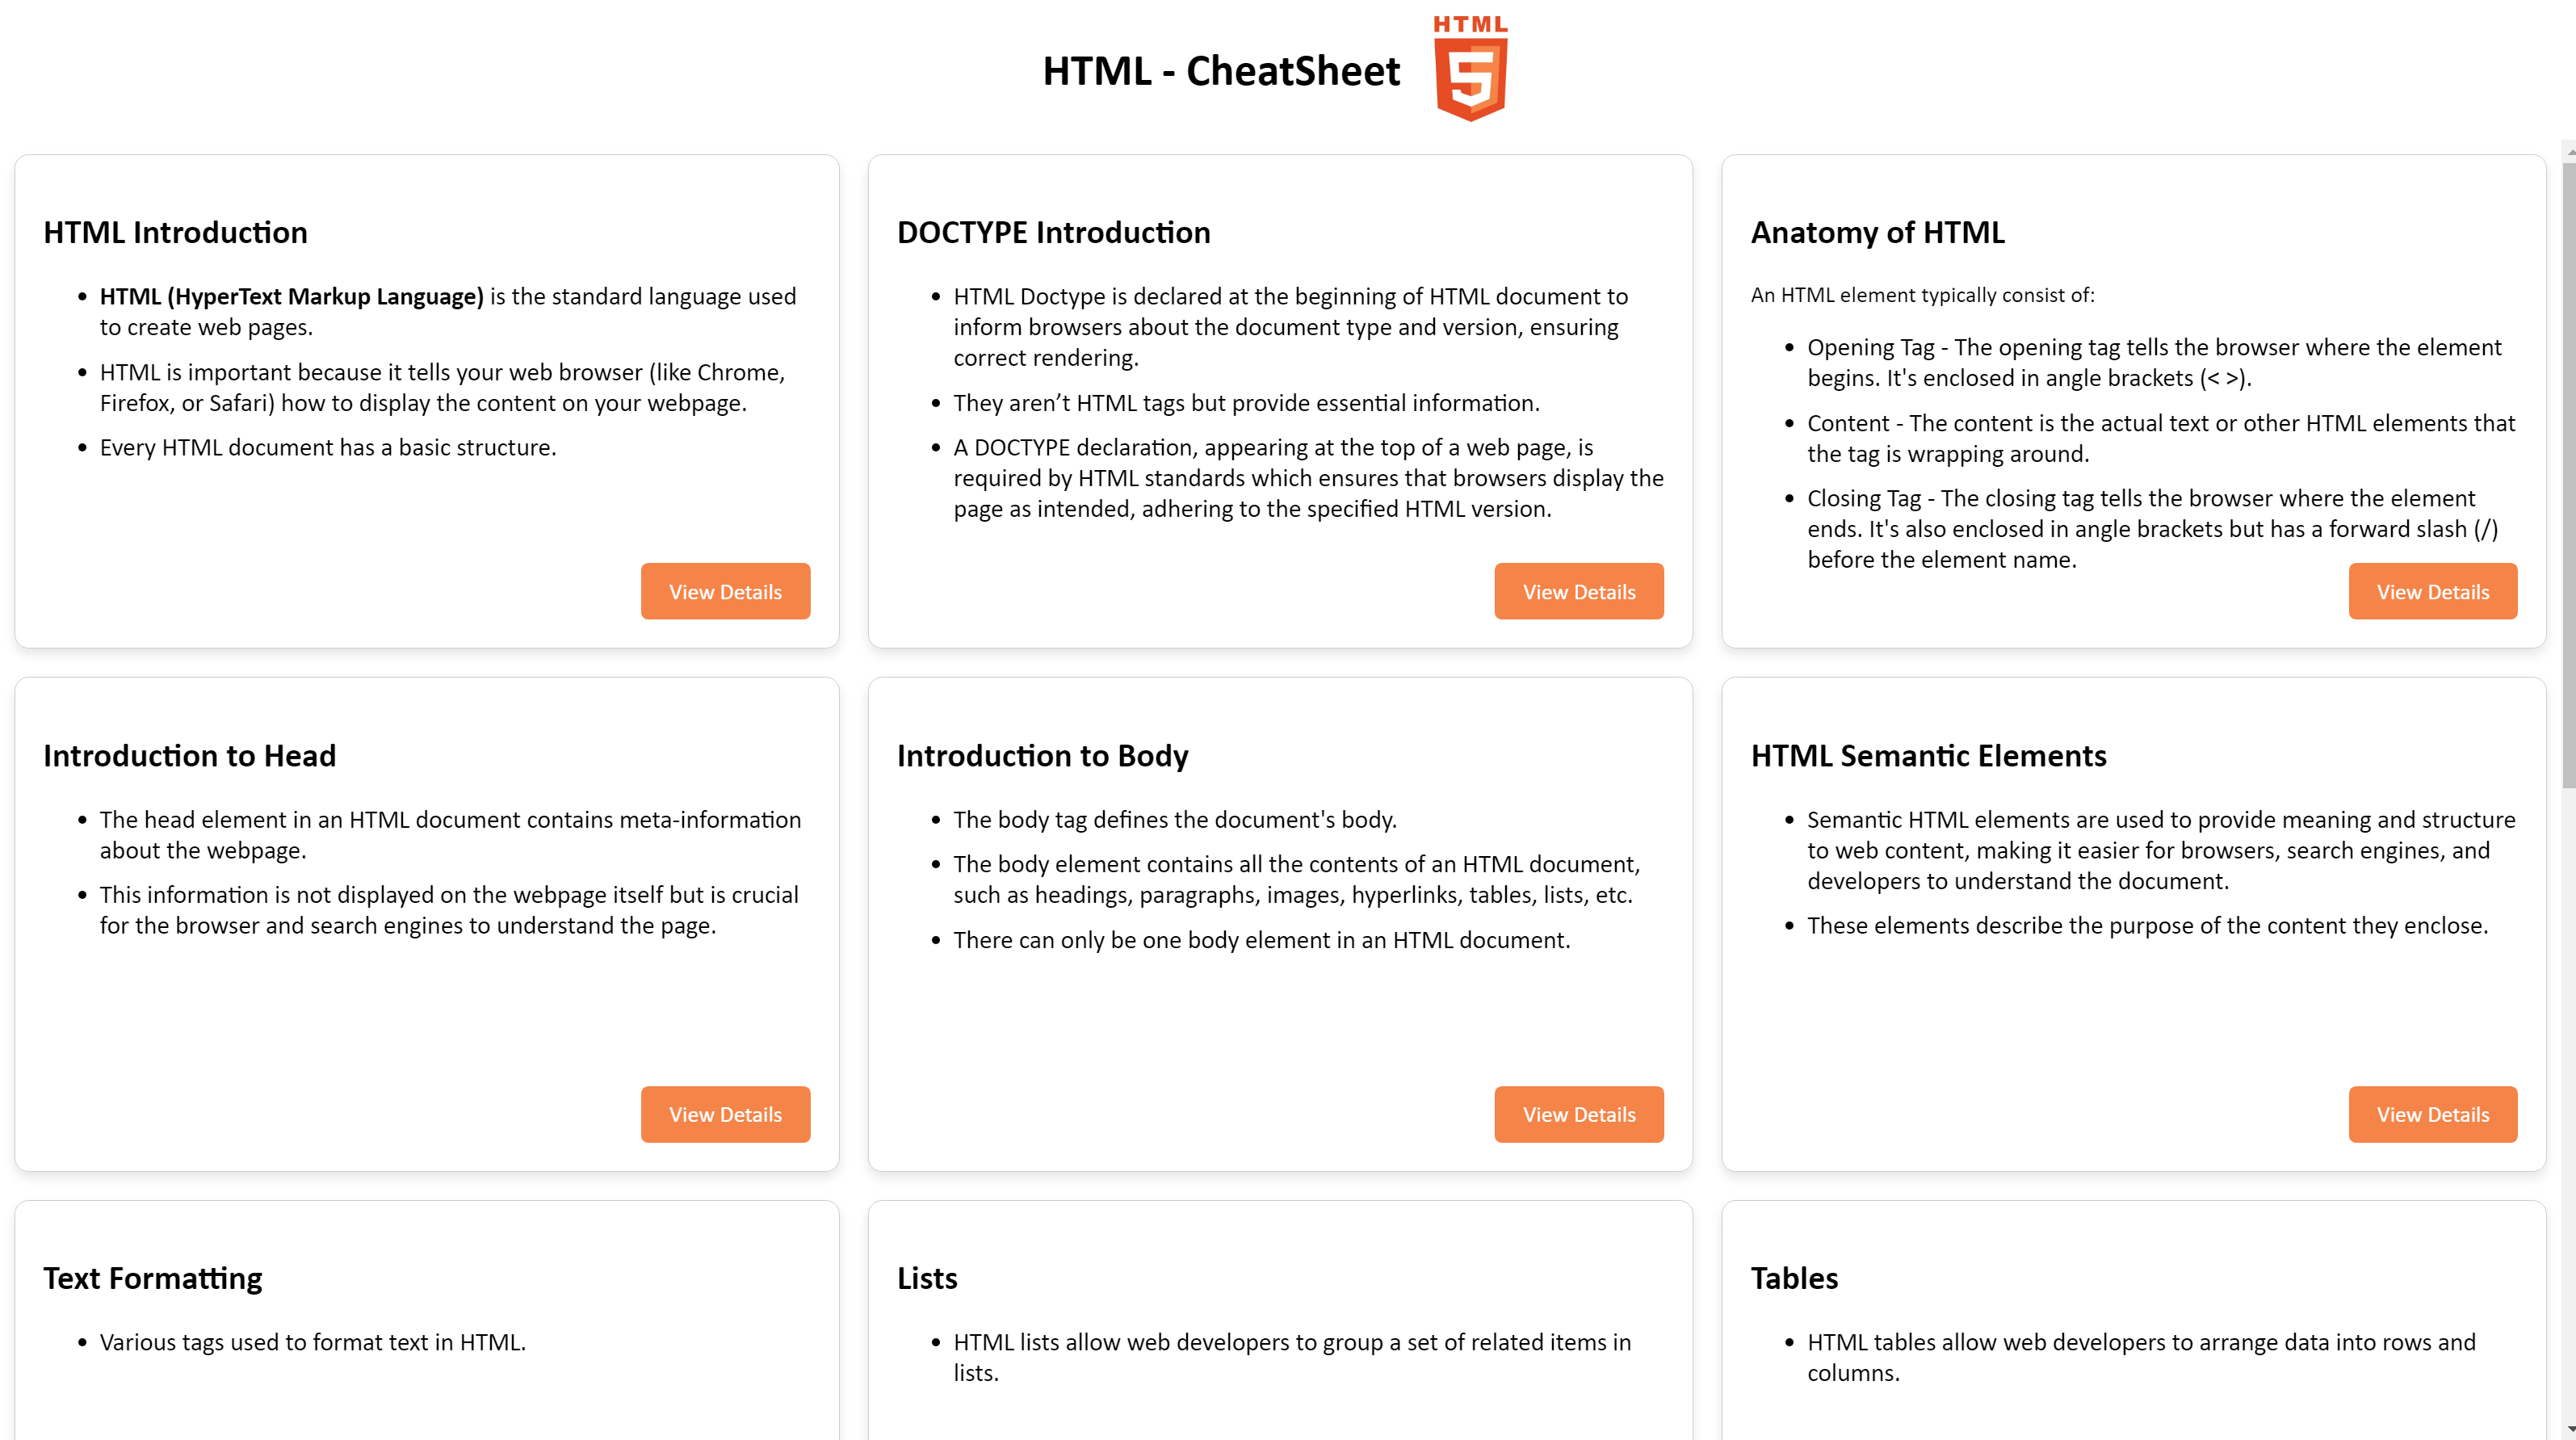 HTML - CheatSheet
HTML
5
HTML Introduction
• HTML (HyperText Markup Language) is the standard language used
to create web pages.
• HTML is important because it tells your web browser (like Chrome,
Firefox, or Safari) how to display the content on your webpage.
• Every HTML document has a basic structure.
View Details
DOCTYPE Introduction
• HTML Doctype is declared at the beginning of HTML document to
inform browsers about the document type and version, ensuring
correct rendering.
• They aren’t HTML tags but provide essential information.
• A DOCTYPE declaration, appearing at the top of a web page, is
required by HTML standards which ensures that browsers display the
page as intended, adhering to the specified HTML version.
View Details
Anatomy of HTML
An HTML element typically consist of:
• Opening Tag - The opening tag tells the browser where the element
begins. It's enclosed in angle brackets (< >).
• Content - The content is the actual text or other HTML elements that
the tag is wrapping around.
• Closing Tag - The closing tag tells the browser where the element
ends. It's also enclosed in angle brackets but has a forward slash (/)
before the element name.
View Details
Introduction to Head
• The head element in an HTML document contains meta-information
about the webpage.
• This information is not displayed on the webpage itself but is crucial
for the browser and search engines to understand the page.
View Details
Introduction to Body
• The body tag defines the document's body.
• The body element contains all the contents of an HTML document,
such as headings, paragraphs, images, hyperlinks, tables, lists, etc.
• There can only be one body element in an HTML document.
View Details
HTML Semantic Elements
• Semantic HTML elements are used to provide meaning and structure
to web content, making it easier for browsers, search engines, and
developers to understand the document.
• These elements describe the purpose of the content they enclose.
View Details
Text Formatting
• Various tags used to format text in HTML.
Lists
• HTML lists allow web developers to group a set of related items in
lists.
Tables
• HTML tables allow web developers to arrange data into rows and
columns.